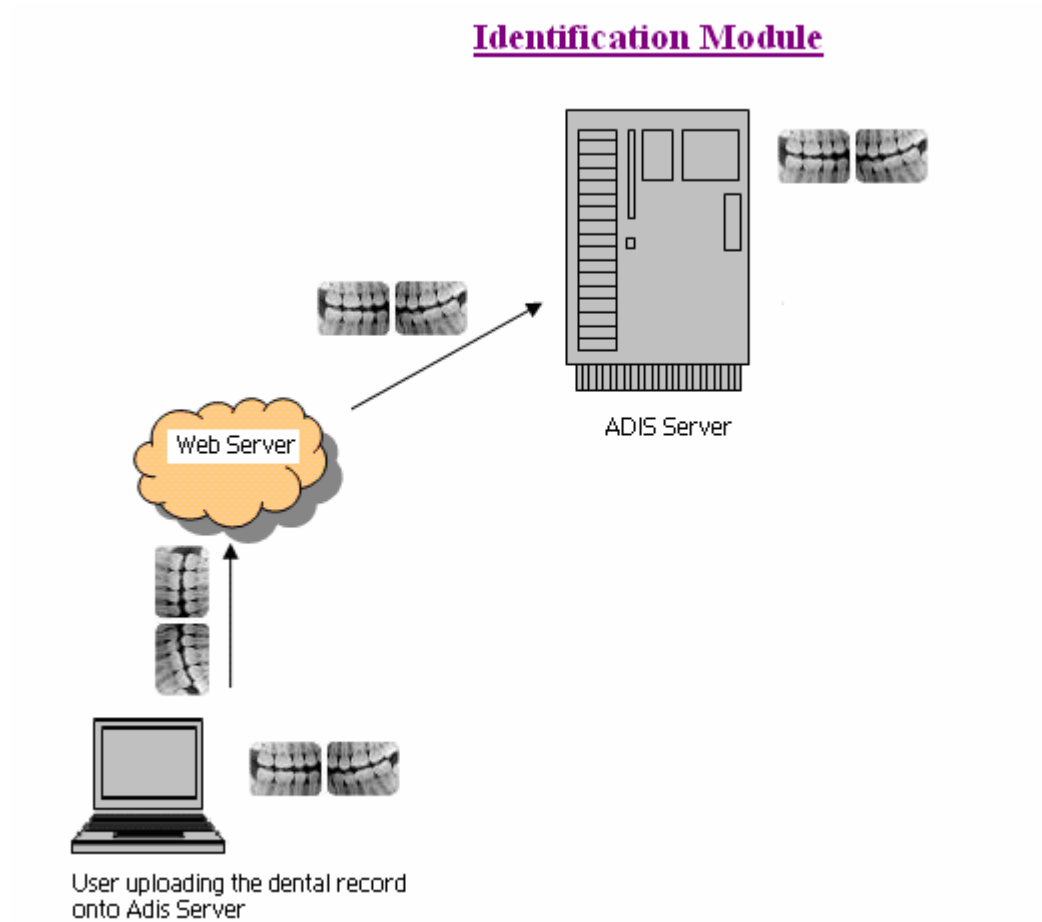 Identification Module
ADIS Server
Web Server
User uploading the dental record
onto Adis Server